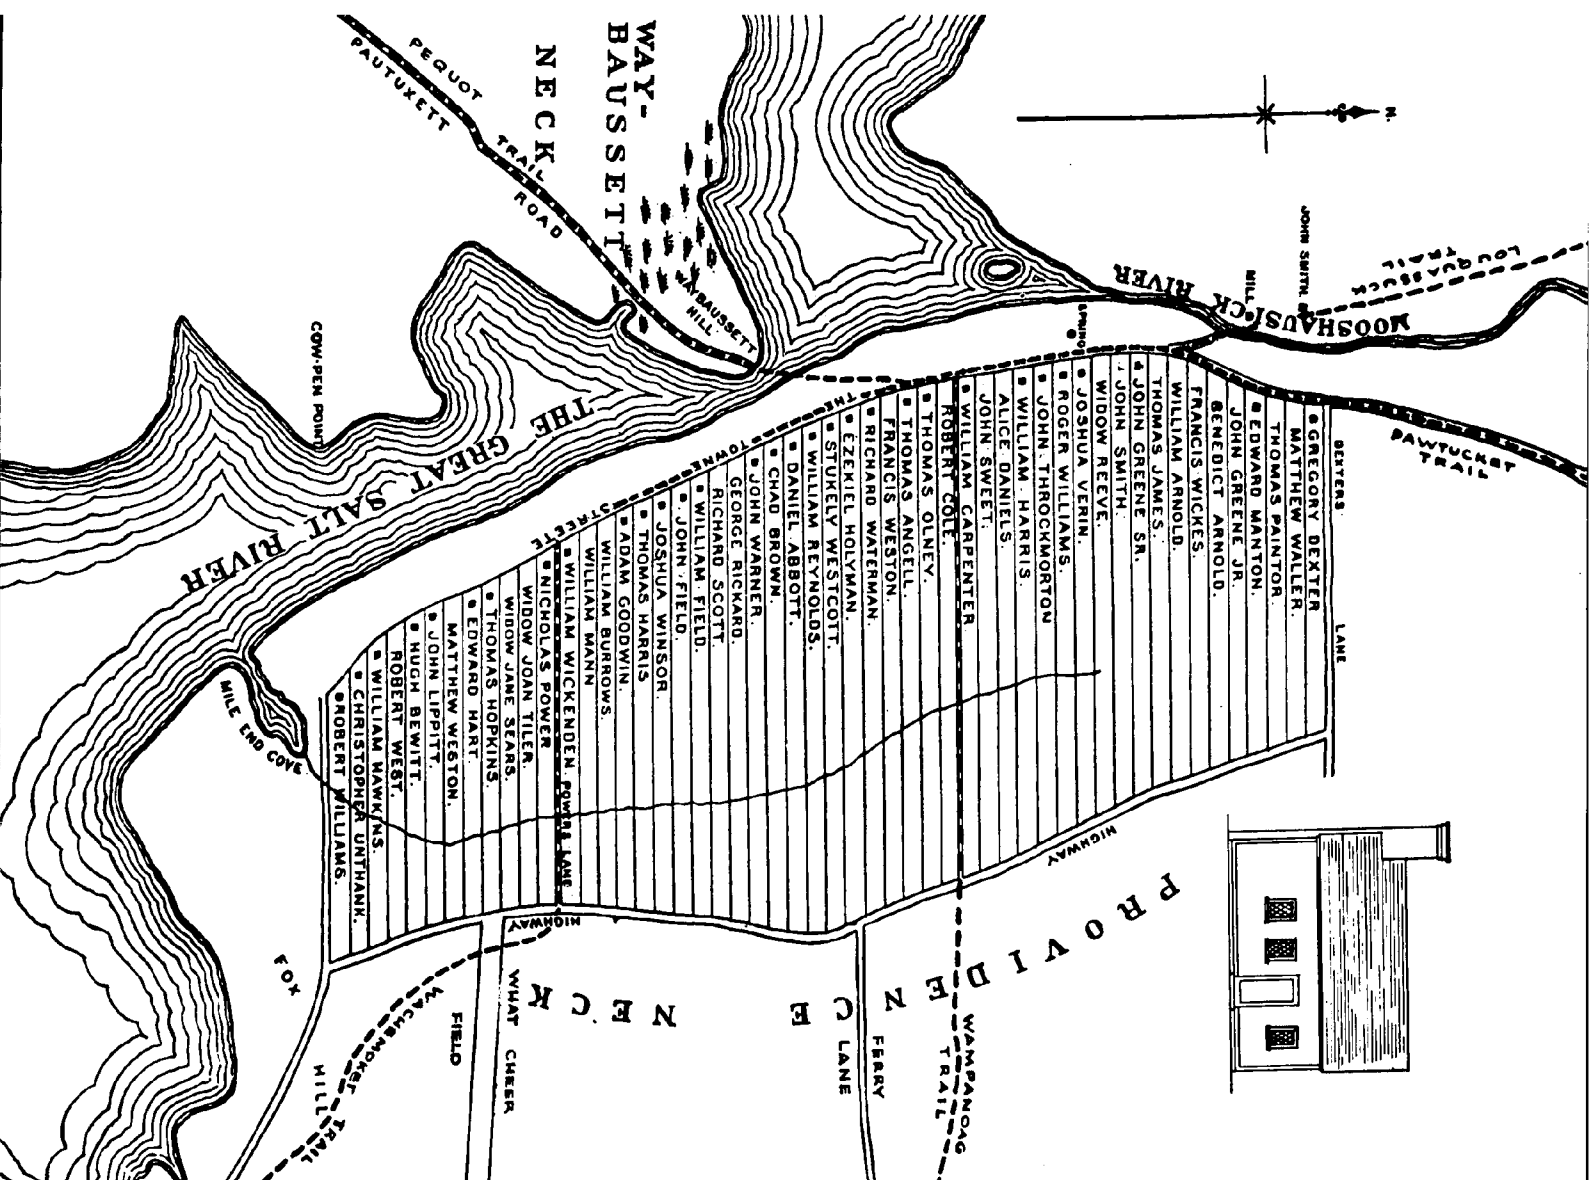 N.
JOHN SMITH.
MILL
LOUQUASUCK
TRAIL
MOOSHAUSICK RIVER
SPRING
PAWTUCKET
TRAIL
DEXTERS LANE
GREGORY DEXTER
MATTHEW WALLER.
THOMAS PAINTOR.
EDWARD MANTON.
JOHN GREENE JR.
BENEDICT ARNOLD.
FRANCIS WICKES.
WILLIAM ARNOLD.
THOMAS JAMES.
JOHN GREENE SR.
JOHN SMITH.
WIDOW REEVE.
JOSHUA VERIN.
ROGER WILLIAMS.
JOHN THROCKMORTON
WILLIAM HARRIS.
ALICE DANIELS.
JOHN SWEET.
WILLIAM CARPENTER.
ROBERT COLE.
THOMAS OLNEY.
THOMAS ANGELL.
FRANCIS WESTON.
RICHARD WATERMAN.
EZEKIEL HOLYMAN.
STUKELY WESTCOTT.
WILLIAM REYNOLDS.
DANIEL ABBOTT.
CHAD BROWN.
JOHN WARNER.
GEORGE RICKARD.
RICHARD SCOTT.
WILLIAM FIELD.
JOHN FIELD.
JOSHUA WINSOR.
THOMAS HARRIS
ADAM GOODWIN.
WILLIAM BURROWS.
WILLIAM MANN
WILLIAM WICKENDEN.
POWERS LANE
NICHOLAS POWER
WIDOW JOAN TILER.
WIDOW JANE SEARS.
THOMAS HOPKINS.
EDWARD HART.
MATTHEW WESTON.
JOHN LIPPITT.
HUGH BEWITT.
ROBERT WEST.
WILLIAM HAWKINS.
CHRISTOPHER UNTHANK.
ROBERT WILLIAMS.
THE TOWNE STREETE
WAY-
BAUSSETT
NECK
WAYBAUSSETT
HILL
PEQUOT TRAIL
PAUTUXETT ROAD
COW-PEN POINT
THE GREAT SALT RIVER
MILE END COVE
HIGHWAY
HIGHWAY
PROVIDENCE NECK
WAMPANOAG
TRAIL
FERRY
LANE
WHAT CHEER
FIELD
WACHEMOKET TRAIL
FOX HILL